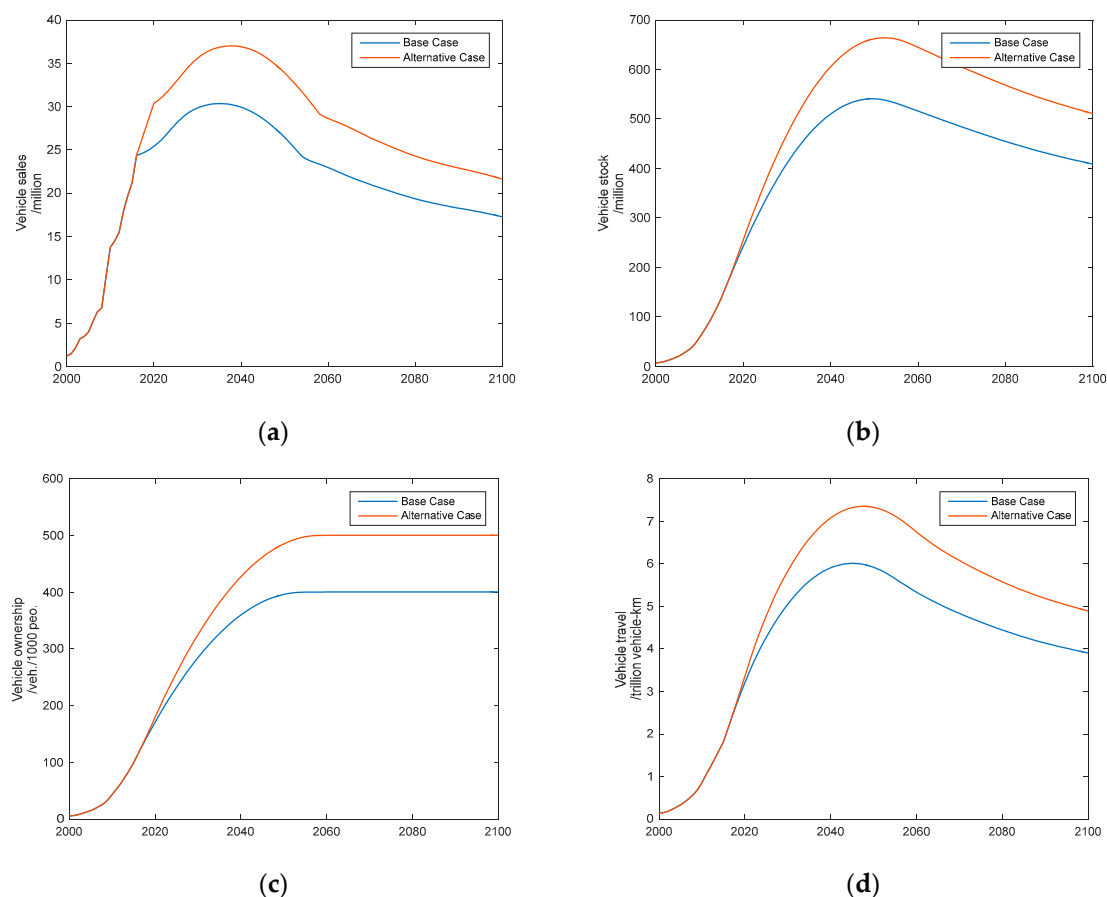 40
35
30
25
20
15
10
5
0
Vehicle sales
/million
Base Case
Alternative Case
2000 2020 2040 2060 2080 2100
(a)
700
600
500
400
300
200
100
0
Vehicle stock
/million
Base Case
Alternative Case
2000 2020 2040 2060 2080 2100
(b)
600
500
400
300
200
100
0
Vehicle ownership
/veh./1000 peo.
Base Case
Alternative Case
2000 2020 2040 2060 2080 2100
(c)
8
7
6
5
4
3
2
1
0
Vehicle travel
/trillion vehicle-km
Base Case
Alternative Case
2000 2020 2040 2060 2080 2100
(d)